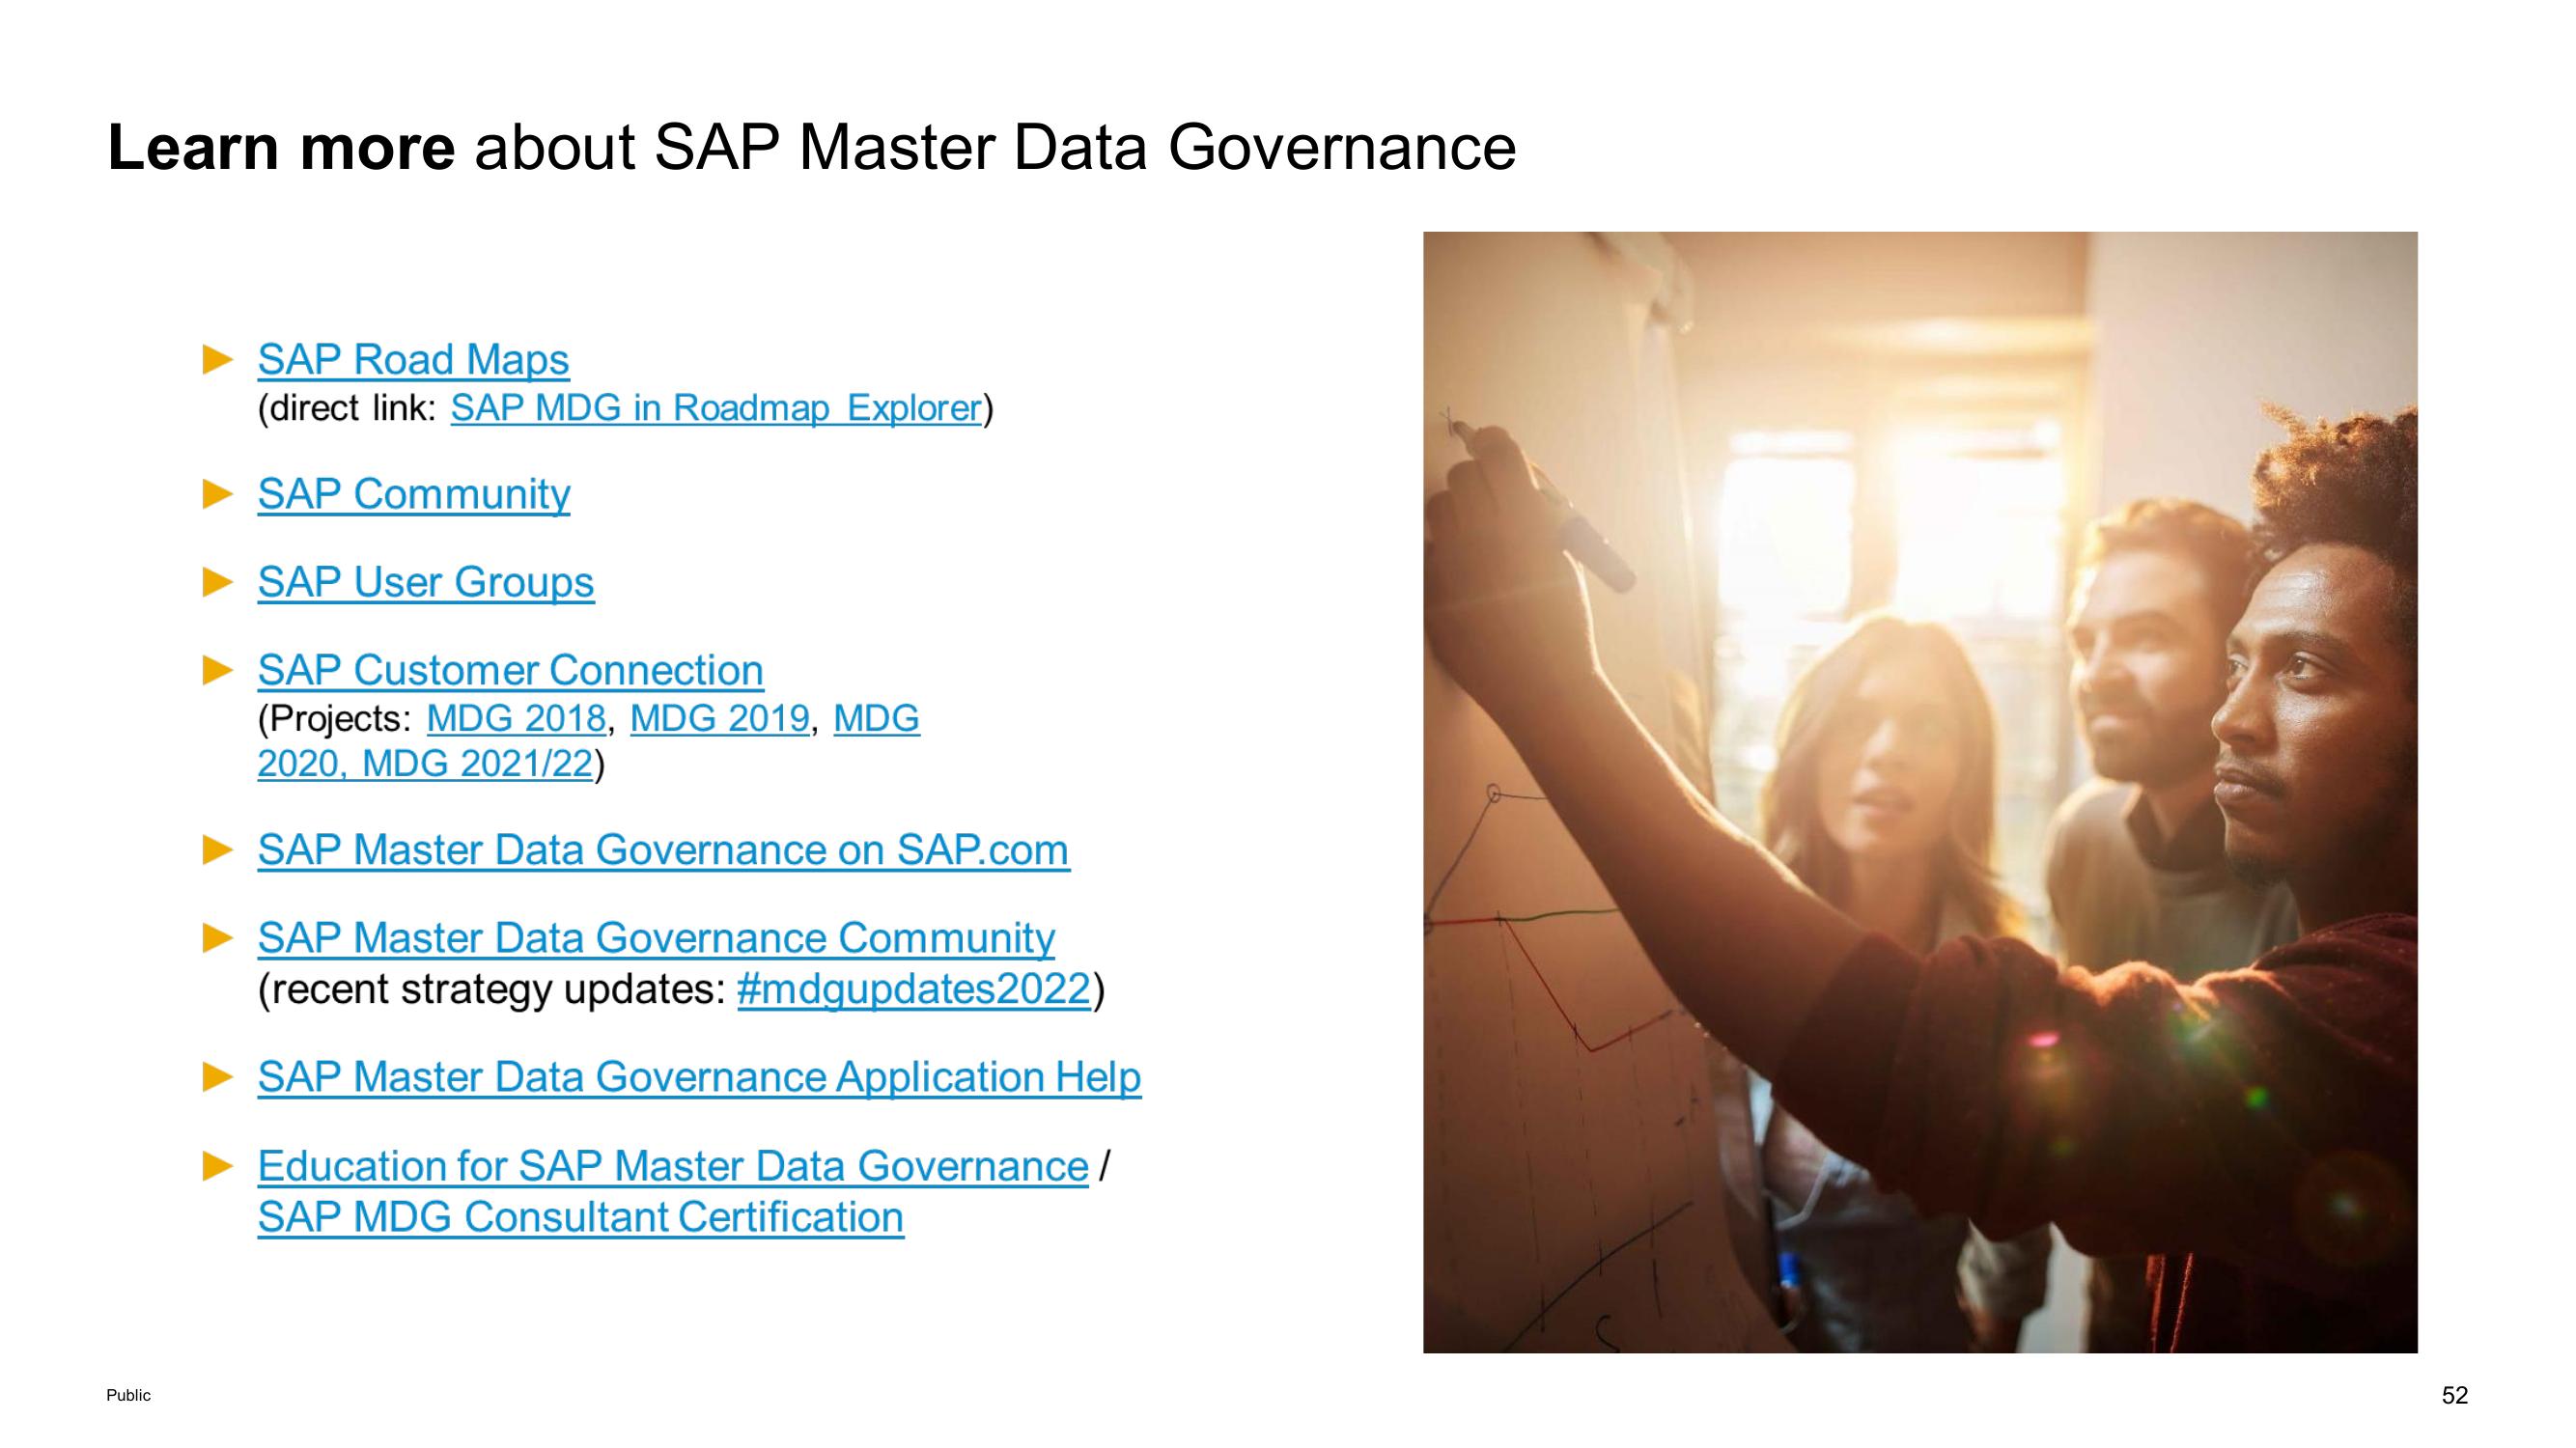 Learn more about SAP Master Data Governance
► SAP Road Maps
(direct link: SAP MDG in Roadmap Explorer)
► SAP Community
► SAP User Groups
► SAP Customer Connection
(Projects: MDG 2018, MDG 2019, MDG
2020, MDG 2021/22)
► SAP Master Data Governance on SAP.com
► SAP Master Data Governance Community
(recent strategy updates: #mdgupdates2022)
► SAP Master Data Governance Application Help
► Education for SAP Master Data Governance /
SAP MDG Consultant Certification
Public
52